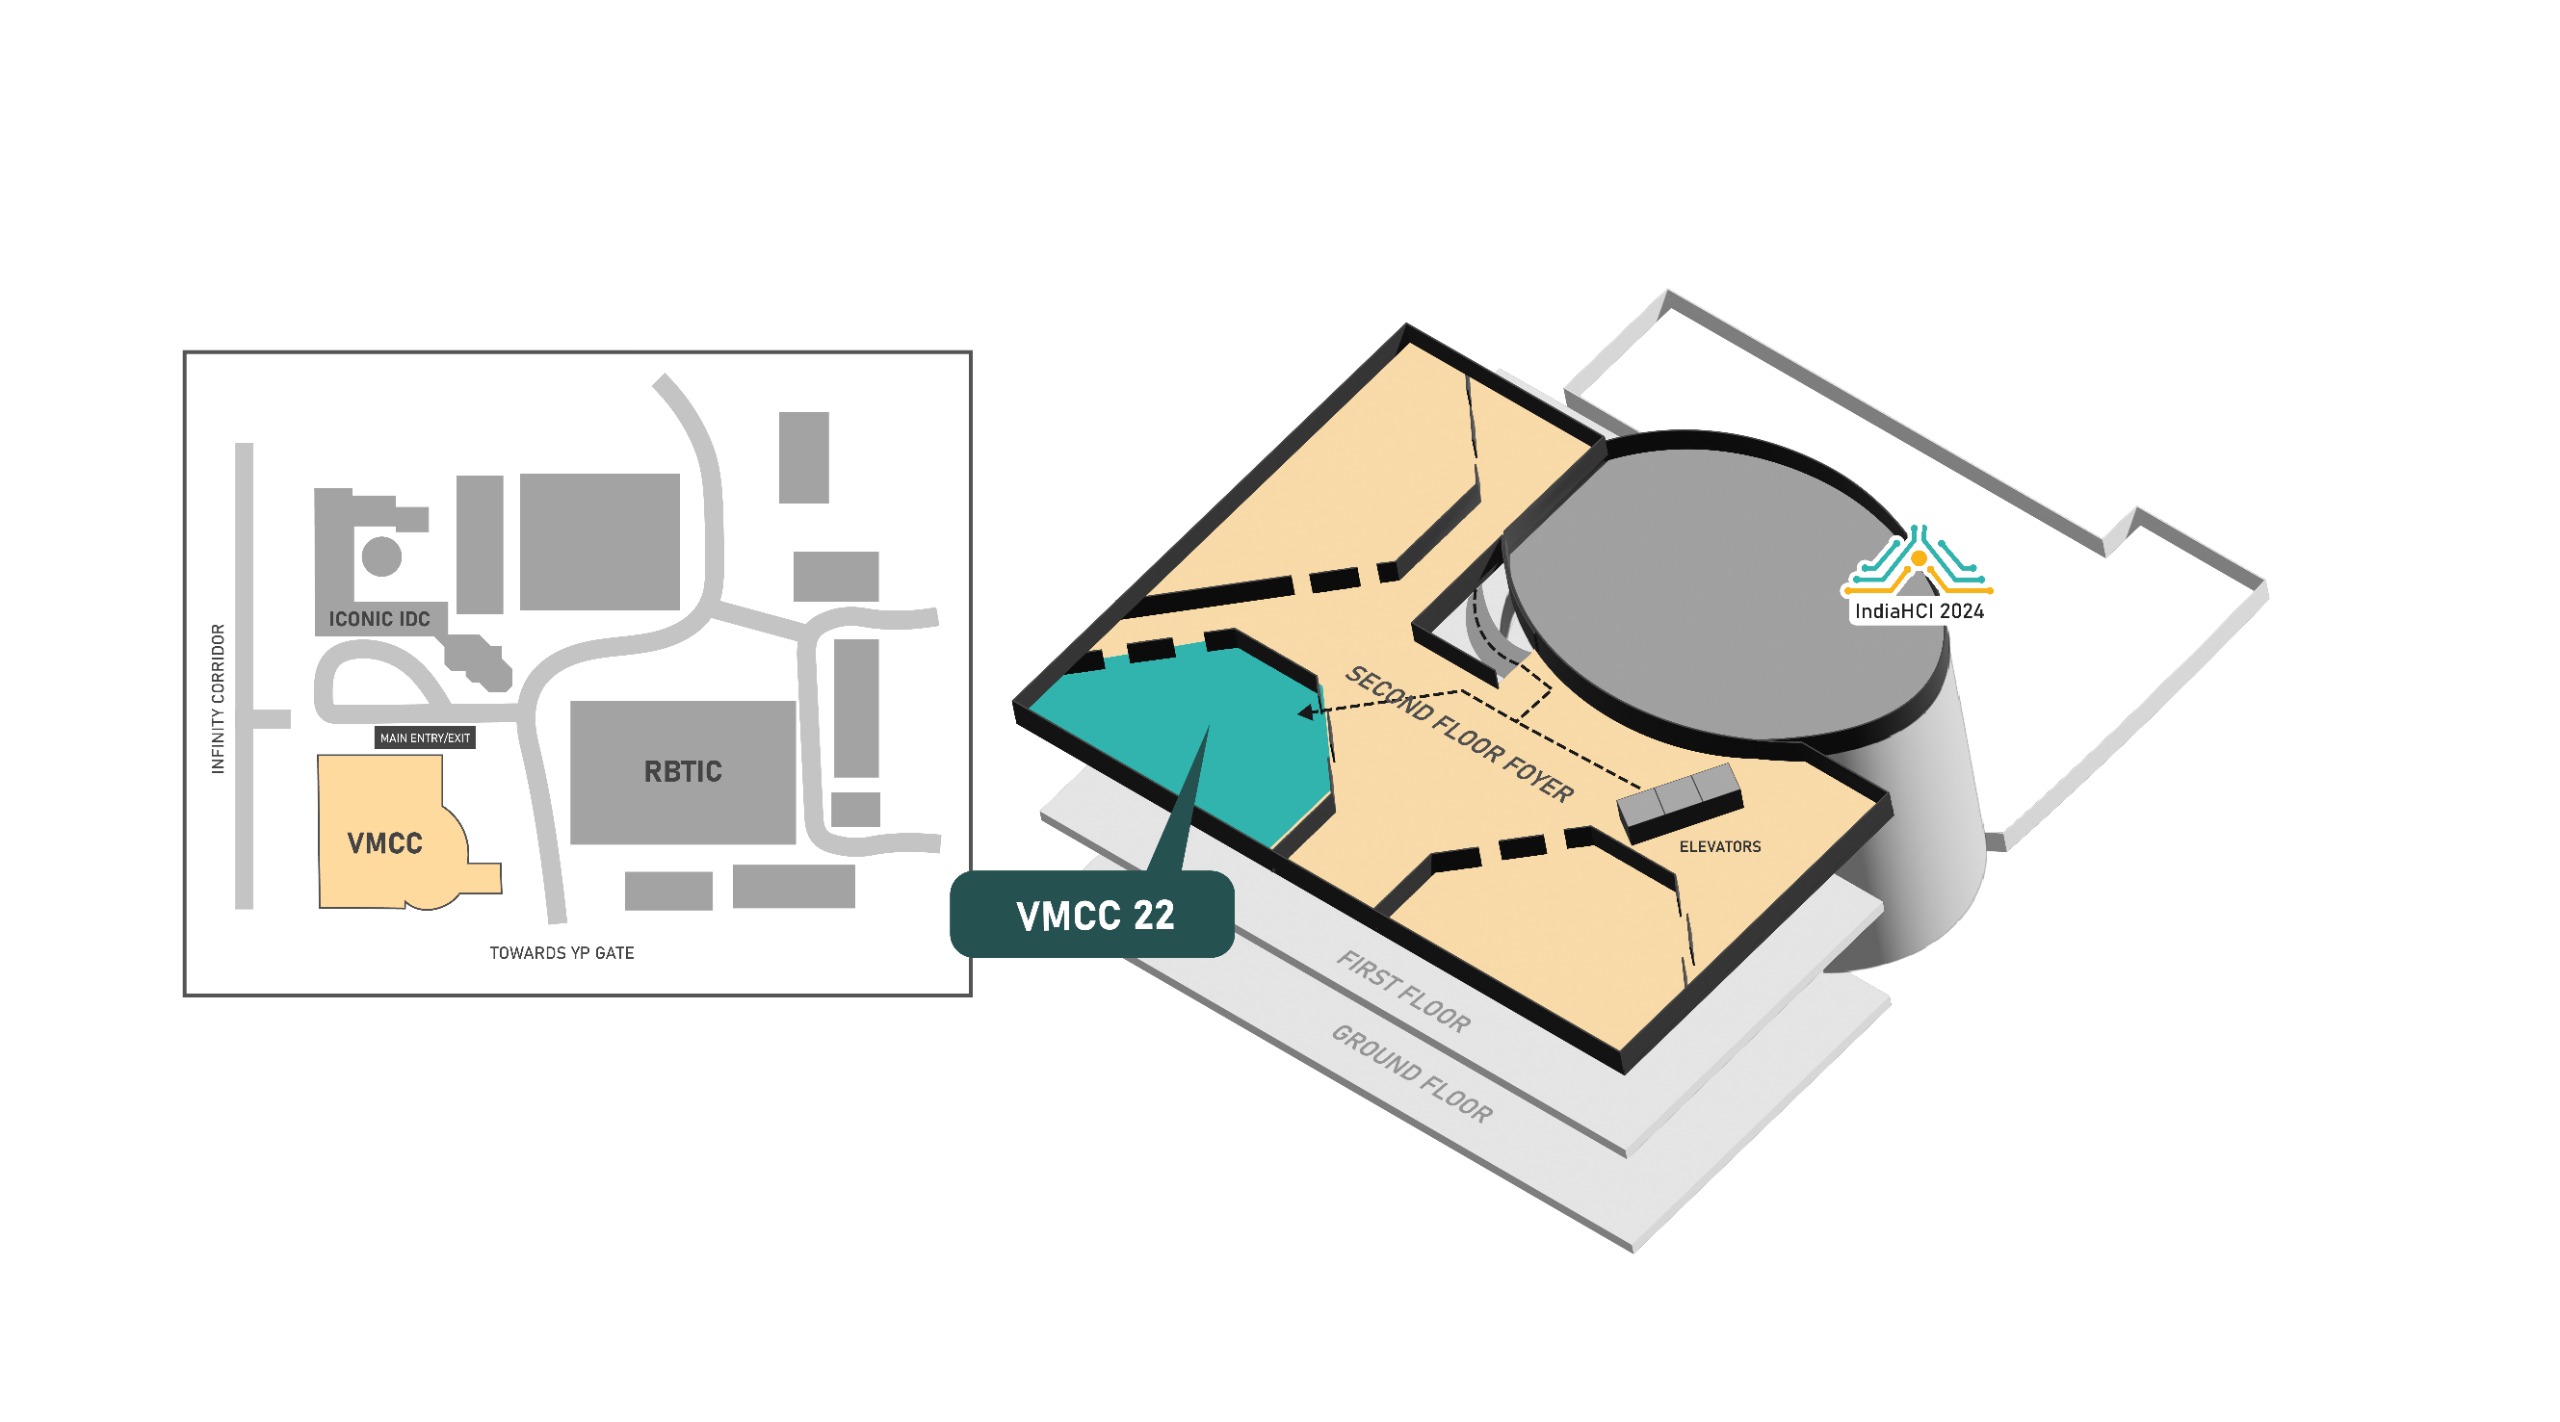 ICONIC IDC
INFINITY CORRIDOR
MAIN ENTRY/EXIT
RBTIC
VMCC
TOWARDS YP GATE
IndiaHCI 2024
SECOND FLOOR FOYER
ELEVATORS
VMCC 22
FIRST FLOOR
GROUND FLOOR